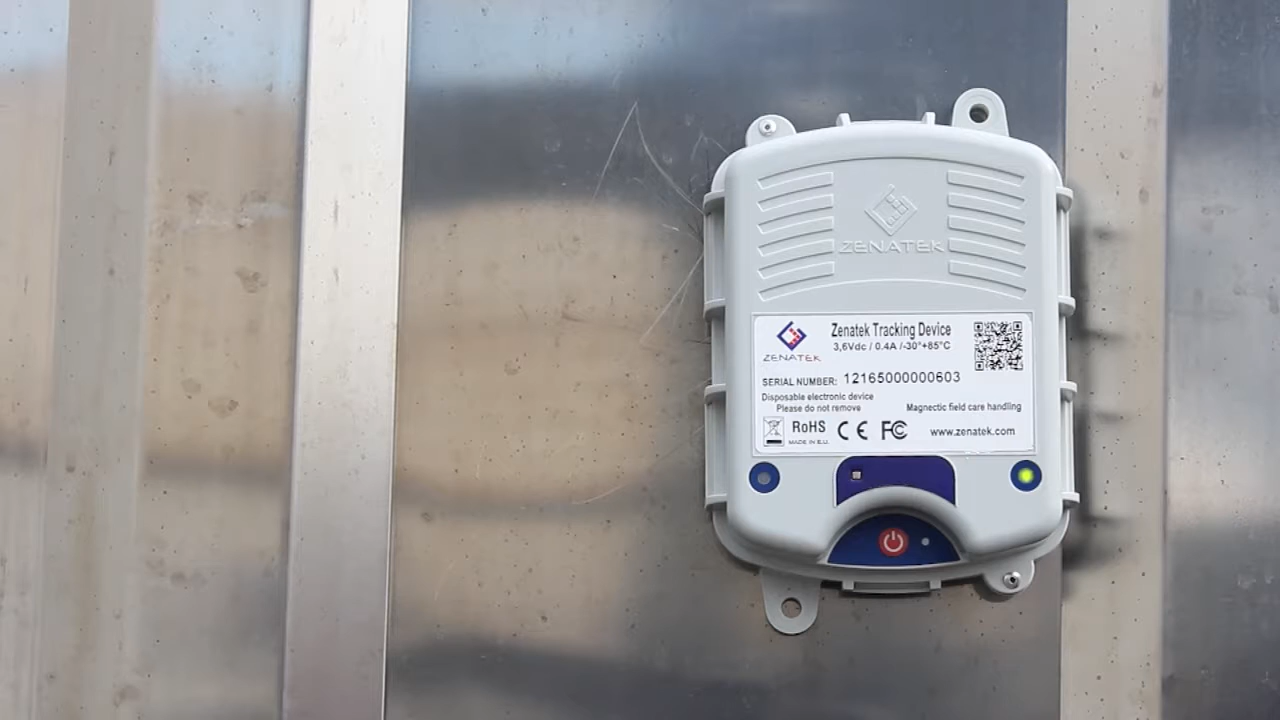 ZENATEK
ZENATEK
Zenatek Tracking Device
3,6Vdc / 0.4A /-30°+85°C
SERIAL NUMBER: 12165000000603
Disposable electronic device
Please do not remove
Magnectic field care handling
RoHS
MADE IN E.U.
CE FC
www.zenatek.com